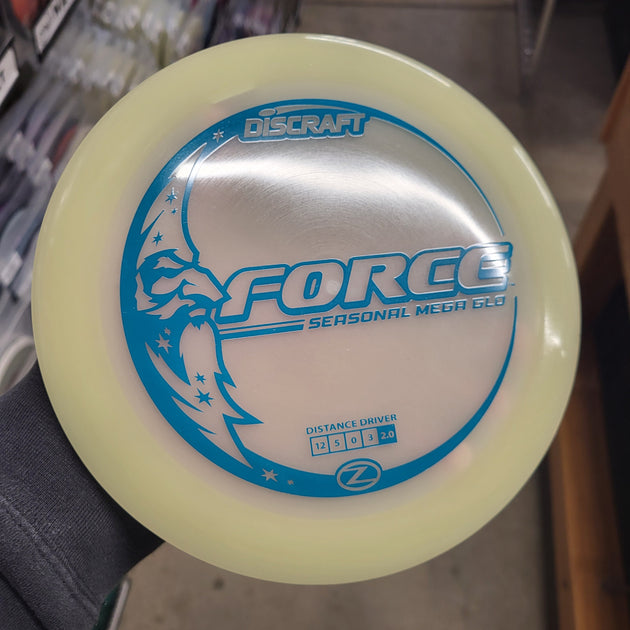 DISCRAFT
FORCE
SEASONAL MEGA GLO
DISTANCE DRIVER
12 5 0 3 2.0
Z